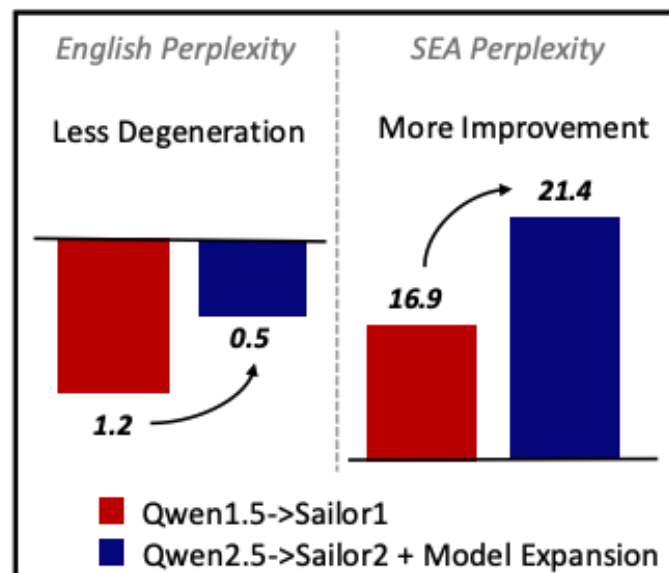 English Perplexity
Less Degeneration
1.2
0.5
SEA Perplexity
More Improvement
16.9
21.4
Qwen1.5->Sailor1
Qwen2.5->Sailor2 + Model Expansion